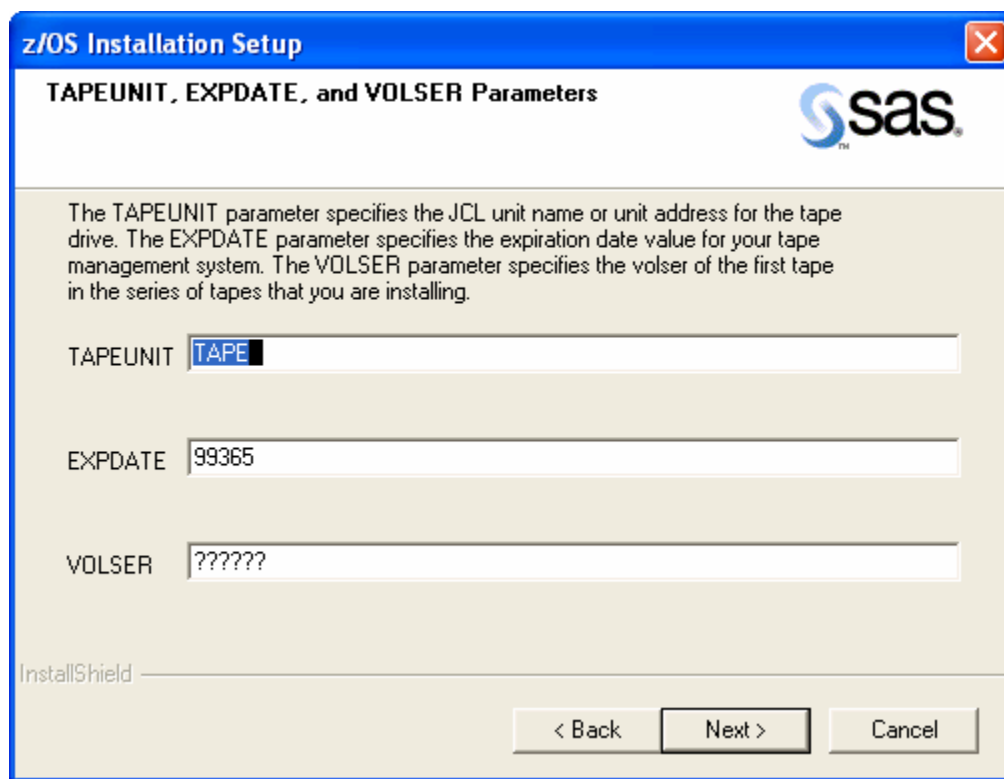 z/OS Installation Setup
TAPEUNIT, EXPDATE, and VOLSER Parameters
sas.
TM
®
The TAPEUNIT parameter specifies the JCL unit name or unit address for the tape
drive. The EXPDATE parameter specifies the expiration date value for your tape
management system. The VOLSER parameter specifies the volser of the first tape
in the series of tapes that you are installing.
TAPEUNIT TAPE
EXPDATE 99365
VOLSER ??????
InstallShield
< Back Next > Cancel